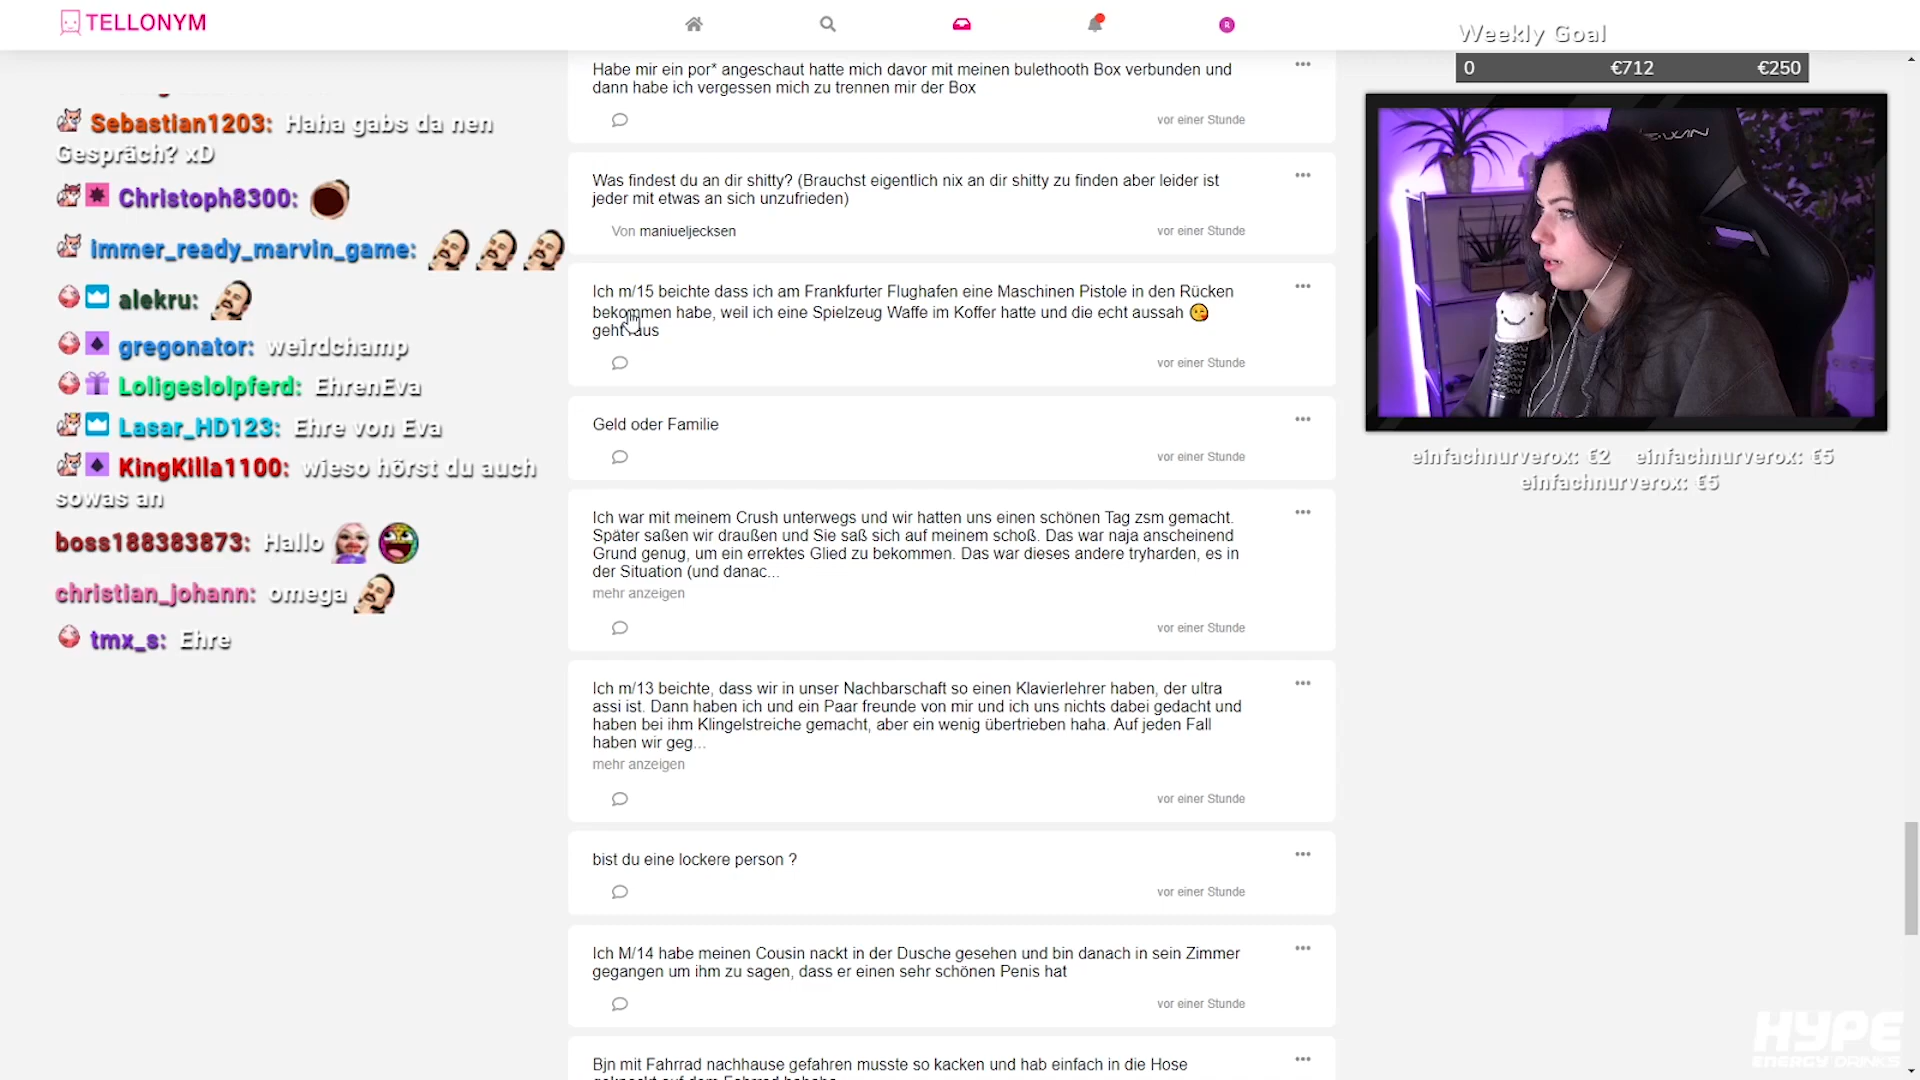 TELLONYM
R
Weekly Goal
0 €712 €250
Sebastian1203: Haha gabs da nen
Gespräch? xD
Christoph8300:
immer_ready_marvin_game:
alekru:
gregonator: weirdchamp
Loligeslolpferd: EhrenEva
Lasar_HD123: Ehre von Eva
KingKilla1100: wieso hörst du auch
sowas an
boss188383873: Hallo
christian_johann: omega
tmx_s: Ehre
Habe mir ein por* angeschaut hatte mich davor mit meinen bulethooth Box verbunden und
dann habe ich vergessen mich zu trennen mir der Box
vor einer Stunde
Was findest du an dir shitty? (Brauchst eigentlich nix an dir shitty zu finden aber leider ist
jeder mit etwas an sich unzufrieden)
Von maniueljecksen vor einer Stunde
Ich m/15 beichte dass ich am Frankfurter Flughafen eine Maschinen Pistole in den Rücken
bekommen habe, weil ich eine Spielzeug Waffe im Koffer hatte und die echt aussah 😘
geht raus
vor einer Stunde
Geld oder Familie
vor einer Stunde
Ich war mit meinem Crush unterwegs und wir hatten uns einen schönen Tag zsm gemacht.
Später saßen wir draußen und Sie saß sich auf meinem schoß. Das war naja anscheinend
Grund genug, um ein errektes Glied zu bekommen. Das war dieses andere tryharden, es in
der Situation (und danac...
mehr anzeigen
vor einer Stunde
Ich m/13 beichte, dass wir in unser Nachbarschaft so einen Klavierlehrer haben, der ultra
assi ist. Dann haben ich und ein Paar freunde von mir und ich uns nichts dabei gedacht und
haben bei ihm Klingelstreiche gemacht, aber ein wenig übertrieben haha. Auf jeden Fall
haben wir geg...
mehr anzeigen
vor einer Stunde
bist du eine lockere person ?
vor einer Stunde
Ich M/14 habe meinen Cousin nackt in der Dusche gesehen und bin danach in sein Zimmer
gegangen um ihm zu sagen, dass er einen sehr schönen Penis hat
vor einer Stunde
Bjn mit Fahrrad nachhause gefahren musste so kacken und hab einfach in die Hose
einfachnurverox: €2 einfachnurverox: €5
einfachnurverox: €5
HYPE
ENERGY DRINKS